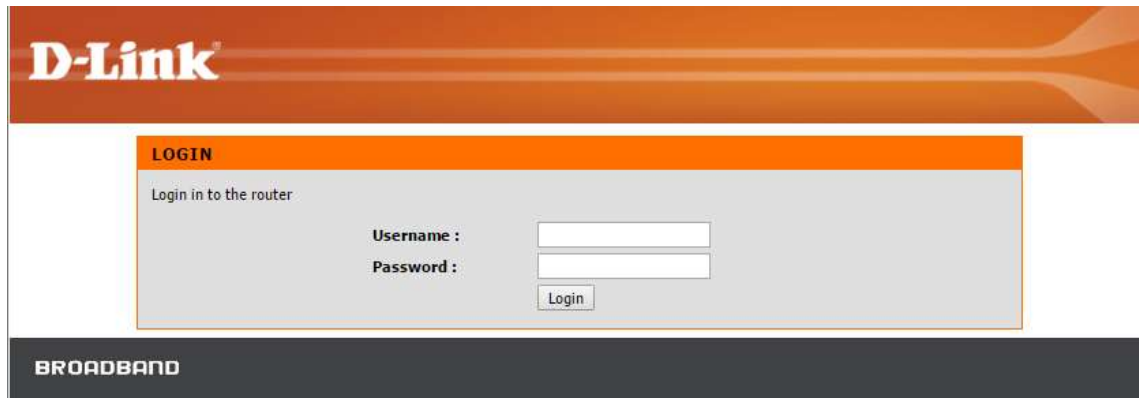 D-Link
LOGIN
Login in to the router
Username :
Password :
Login
BROADBAND